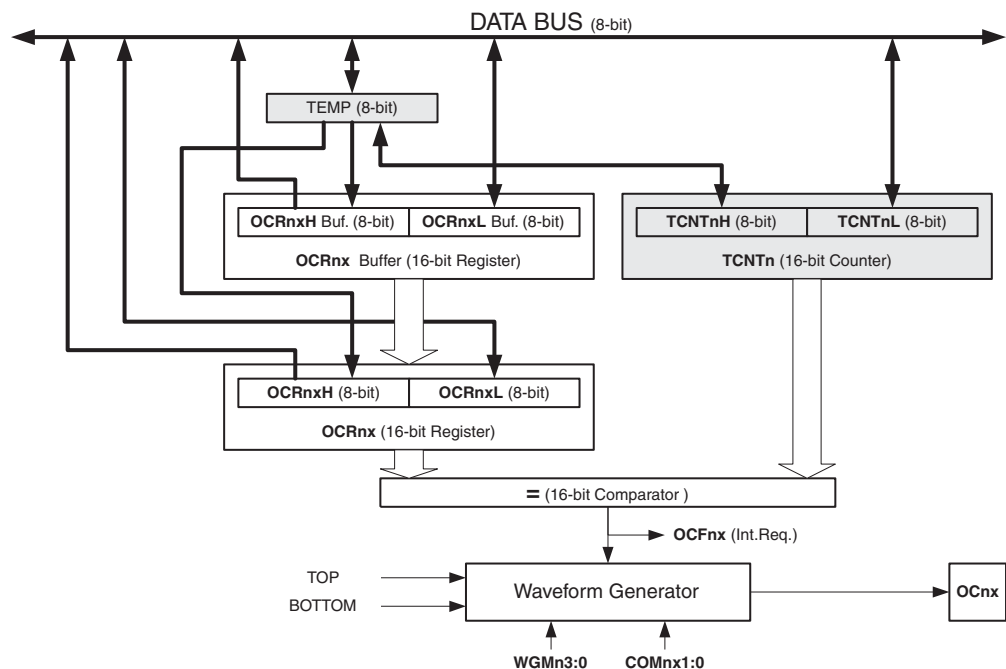 DATA BUS (8-bit)
TEMP (8-bit)
OCRnxH Buf. (8-bit)
OCRnxL Buf. (8-bit)
OCRnx Buffer (16-bit Register)
TCNTnH (8-bit)
TCNTnL (8-bit)
TCNTn (16-bit Counter)
OCRnxH (8-bit)
OCRnxL (8-bit)
OCRnx (16-bit Register)
= (16-bit Comparator )
OCFnx (Int.Req.)
TOP
BOTTOM
Waveform Generator
OCnx
WGMn3:0
COMnx1:0